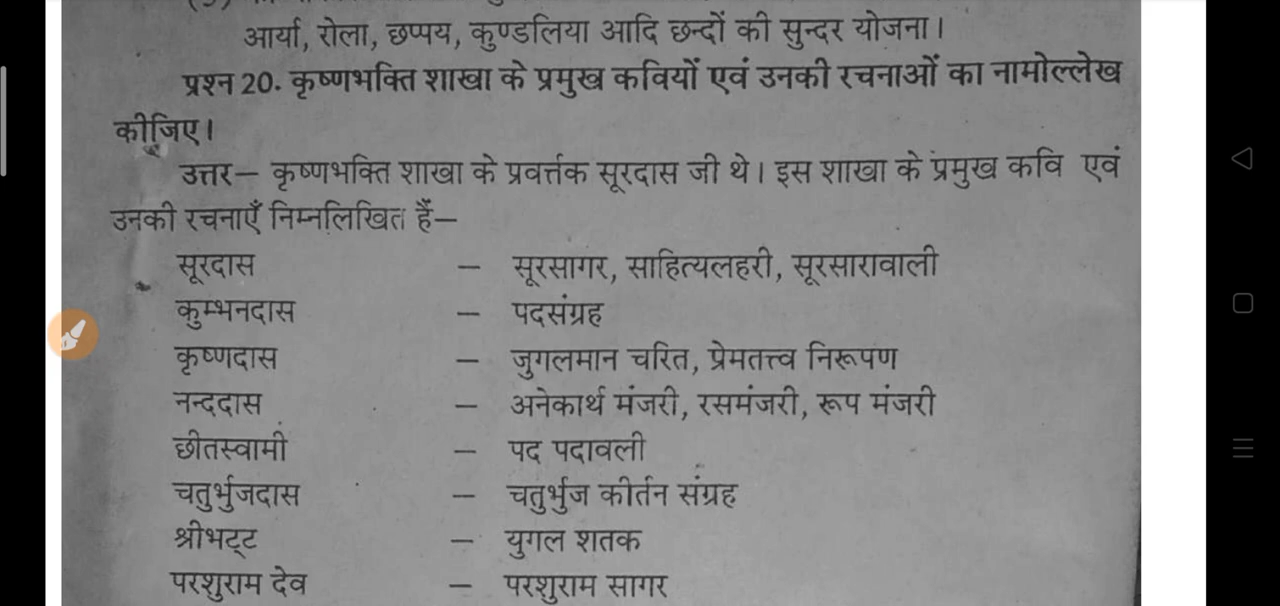 आर्या, रोला, छप्पय, कुण्डलिया आदि छन्दों की सुन्दर योजना।
प्रश्न 20. कृष्णभक्ति शाखा के प्रमुख कवियों एवं उनकी रचनाओं का नामोल्लेख
कीजिए।
उत्तर— कृष्णभक्ति शाखा के प्रवर्त्तक सूरदास जी थे। इस शाखा के प्रमुख कवि एवं
उनकी रचनाएँ निम्नलिखित हैं—
सूरदास — सूरसागर, साहित्यलहरी, सूरसारावाली
कुम्भनदास — पदसंग्रह
कृष्णदास — जुगलमान चरित, प्रेमतत्त्व निरूपण
नन्ददास — अनेकार्थ मंजरी, रसमंजरी, रूप मंजरी
छीतस्वामी — पद पदावली
चतुर्भुजदास — चतुर्भुज कीर्तन संग्रह
श्रीभट्ट — युगल शतक
परशुराम देव — परशुराम सागर